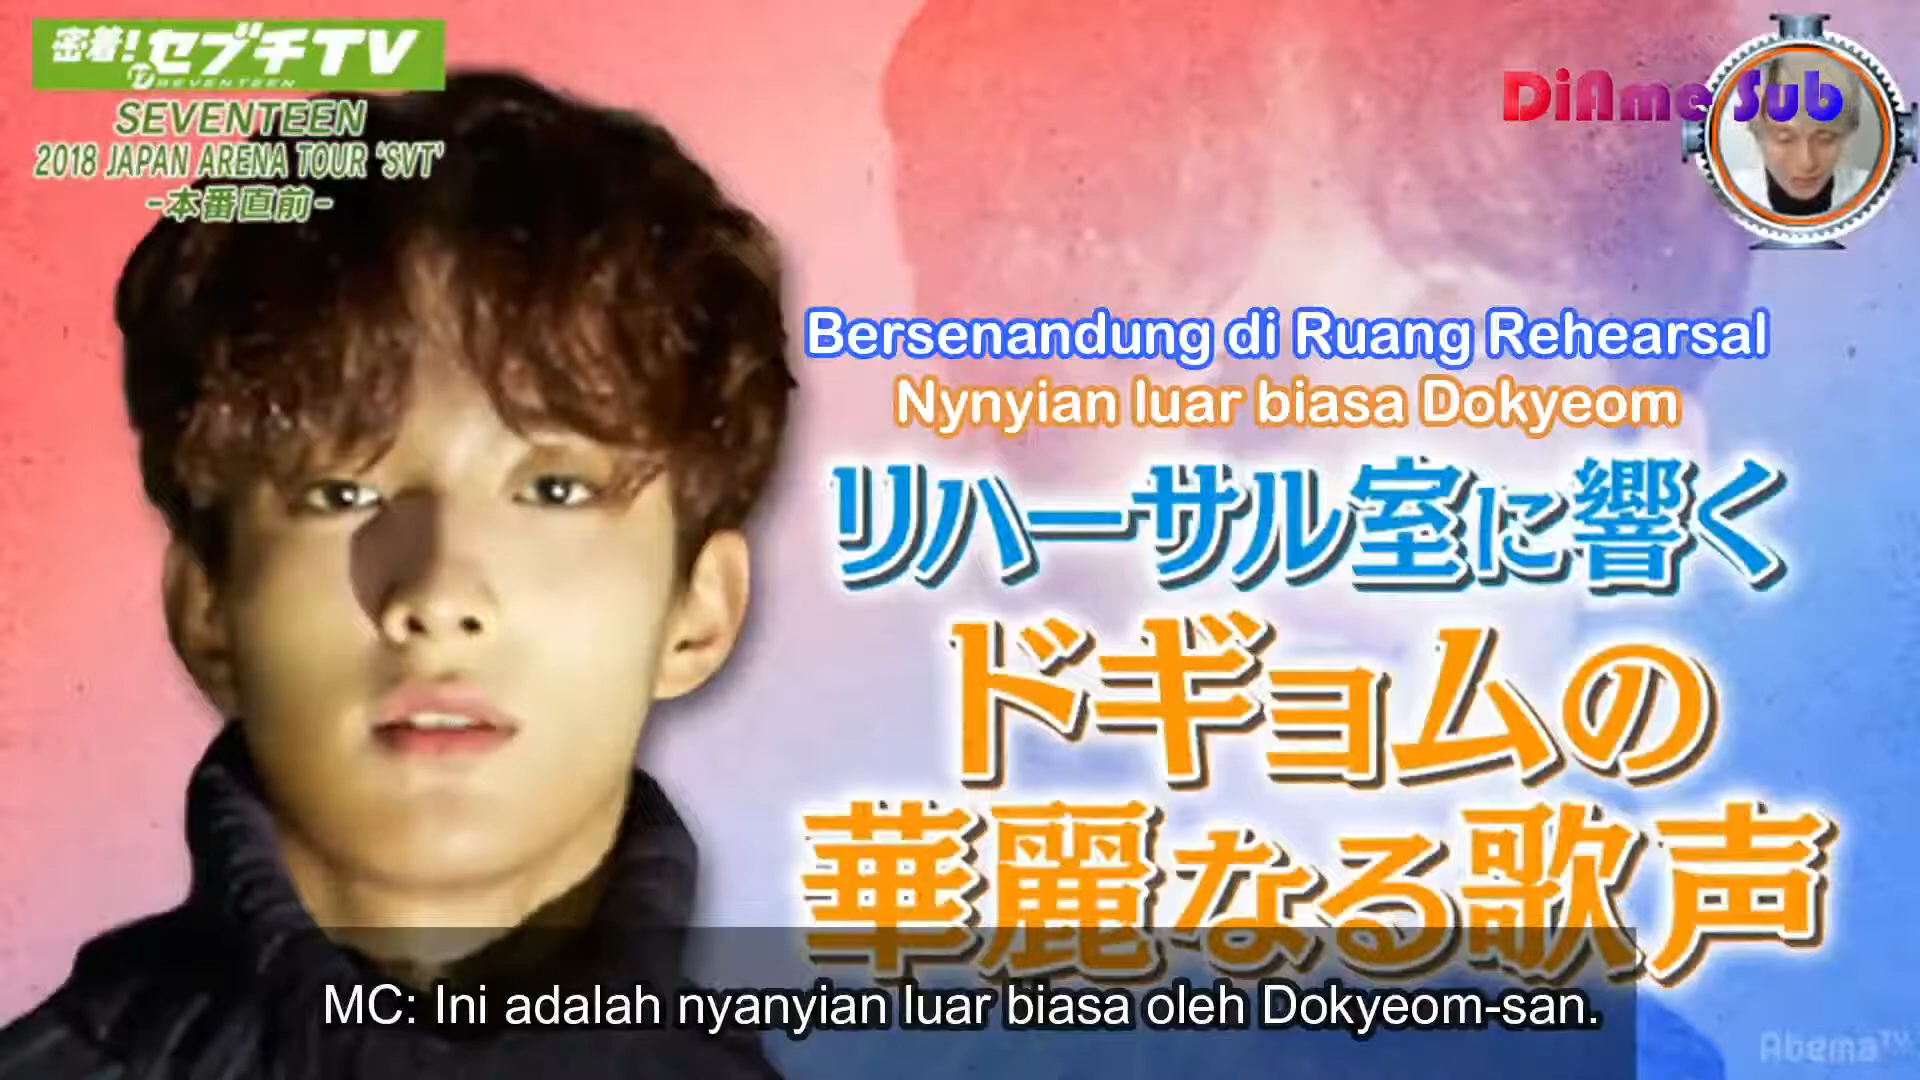 密着!セブチTV
SEVENTEEN
SEVENTEEN
2018 JAPAN ARENA TOUR 'SVT'
-本番直前-
DiAme Sub
Bersenandung di Ruang Rehearsal
Nynyian luar biasa Dokyeom
リハーサル室に響く
ドギョムの
華麗なる歌声
MC: Ini adalah nyanyian luar biasa oleh Dokyeom-san.
AbemaTV